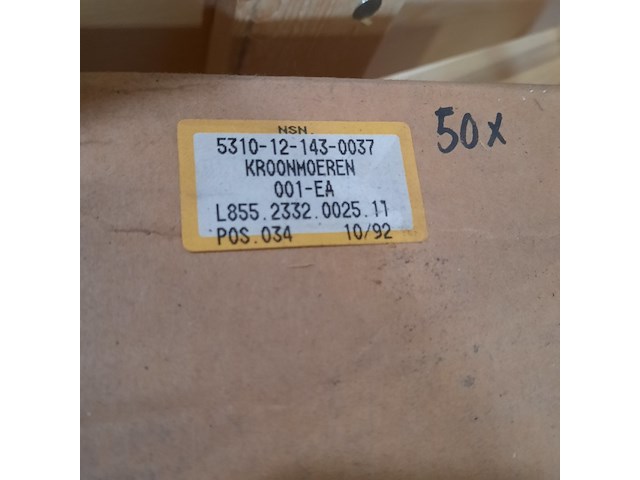 NSN.
5310-12-143-0037
KROONMOEREN
001-EA
L855.2332.0025.11
POS.034 10/92
50x